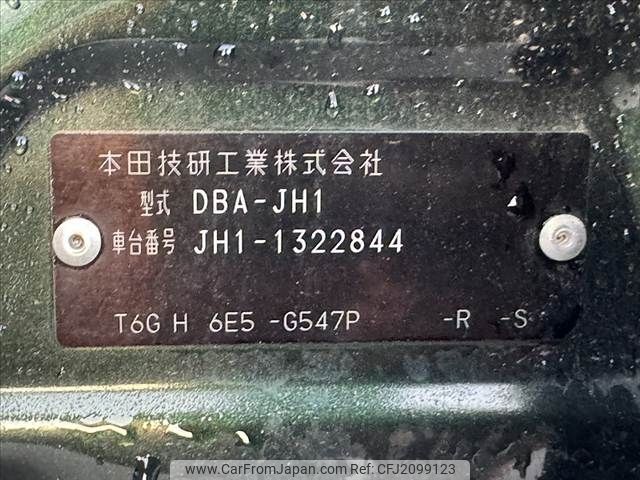 本田技研工業株式会社
型式 DBA-JH1
車台番号 JH1-1322844
T6G H 6E5 -G547P -R -S
www.CarFromJapan.com Ref:CFJ2099123